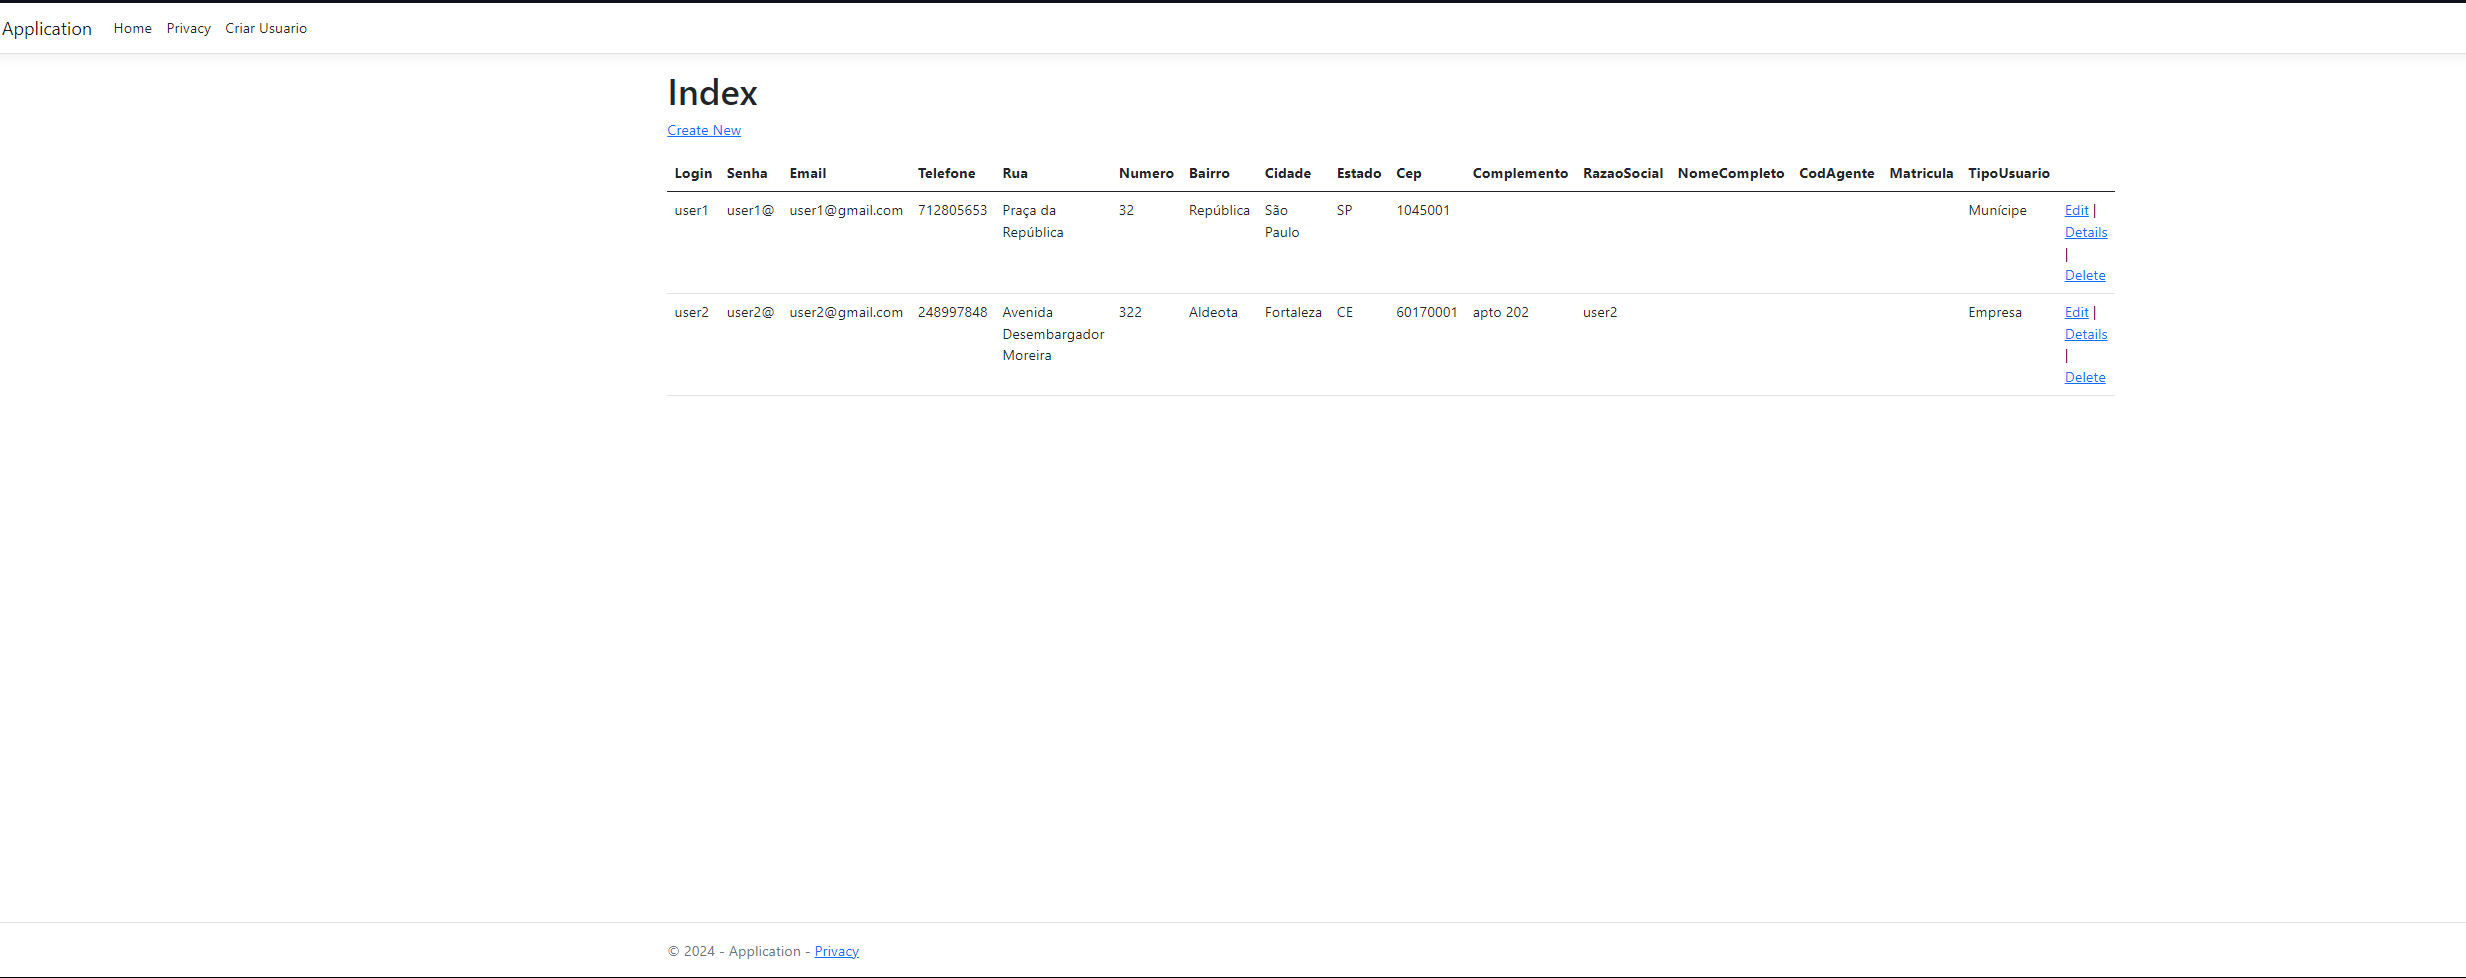 Application Home Privacy Criar Usuario
Index
Create New
Login Senha Email Telefone Rua Numero Bairro Cidade Estado Cep Complemento RazaoSocial NomeCompleto CodAgente Matricula TipoUsuario
user1 user1@ user1@gmail.com 712805653 Praça da 32 República São SP 1045001 Munícipe Edit |
República Paulo Details
|
Delete
user2 user2@ user2@gmail.com 248997848 Avenida 322 Aldeota Fortaleza CE 60170001 apto 202 user2 Empresa Edit |
Desembargador Details
Moreira |
Delete
© 2024 - Application - Privacy